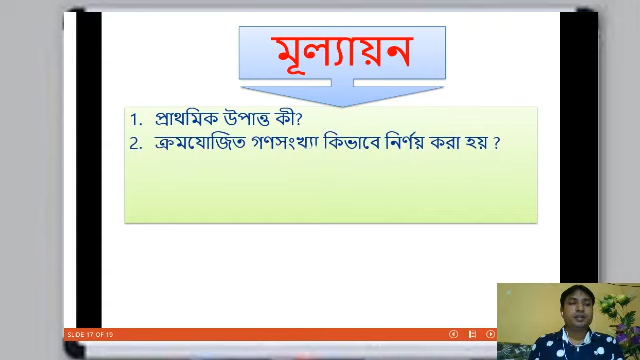 মূল্যায়ন
1. প্রাথমিক উপাত্ত কী?
2. ক্রমযোজিত গণসংখ্যা কিভাবে নির্ণয় করা হয় ?
SLIDE 17 OF 19